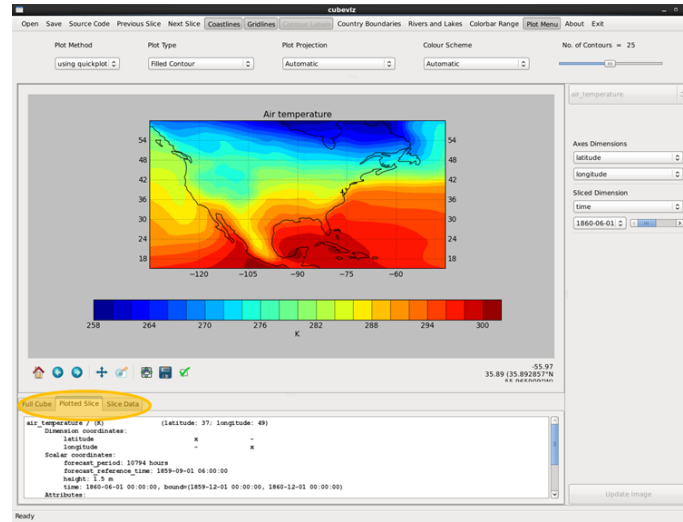 cubeviz
Open Save Source Code Previous Slice Next Slice Coastlines Gridlines Contour Labels Country Boundaries Rivers and Lakes Colorbar Range Plot Menu About Exit
Plot Method Plot Type Plot Projection Colour Scheme No. of Contours = 25
using quickplot Filled Contour Automatic Automatic
air_temperature
Air temperature
54 54
48 48
42 42
36 36
30 30
24 24
18 18
−120 −105 −90 −75 −60
Axes Dimensions
latitude
longitude
Sliced Dimension
time
1860-06-01
258 264 270 276 282 288 294 300
K
-55.97
35.89 (35.892857°N
Full Cube Plotted Slice Slice Data
air_temperature / (K) (latitude: 37; longitude: 49)
Dimension coordinates:
latitude x -
longitude - x
Scalar coordinates:
forecast_period: 10794 hours
forecast_reference_time: 1859-09-01 06:00:00
height: 1.5 m
time: 1860-06-01 00:00:00, bound=(1859-12-01 00:00:00, 1860-12-01 00:00:00)
Attributes:
Update Image
Ready